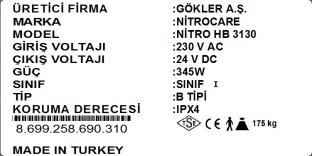 ÜRETİCİ FİRMA :GÖKLER A.Ş.
MARKA :NİTROCARE
MODEL :NİTRO HB 3130
GİRİŞ VOLTAJI :230 V AC
ÇIKIŞ VOLTAJI :24 V DC
GÜÇ :345W
SINIF :SINIF I
TİP :B TİPİ
KORUMA DERECESİ :IPX4
8.699.258.690.310 TSE CE 175 kg
MADE IN TURKEY